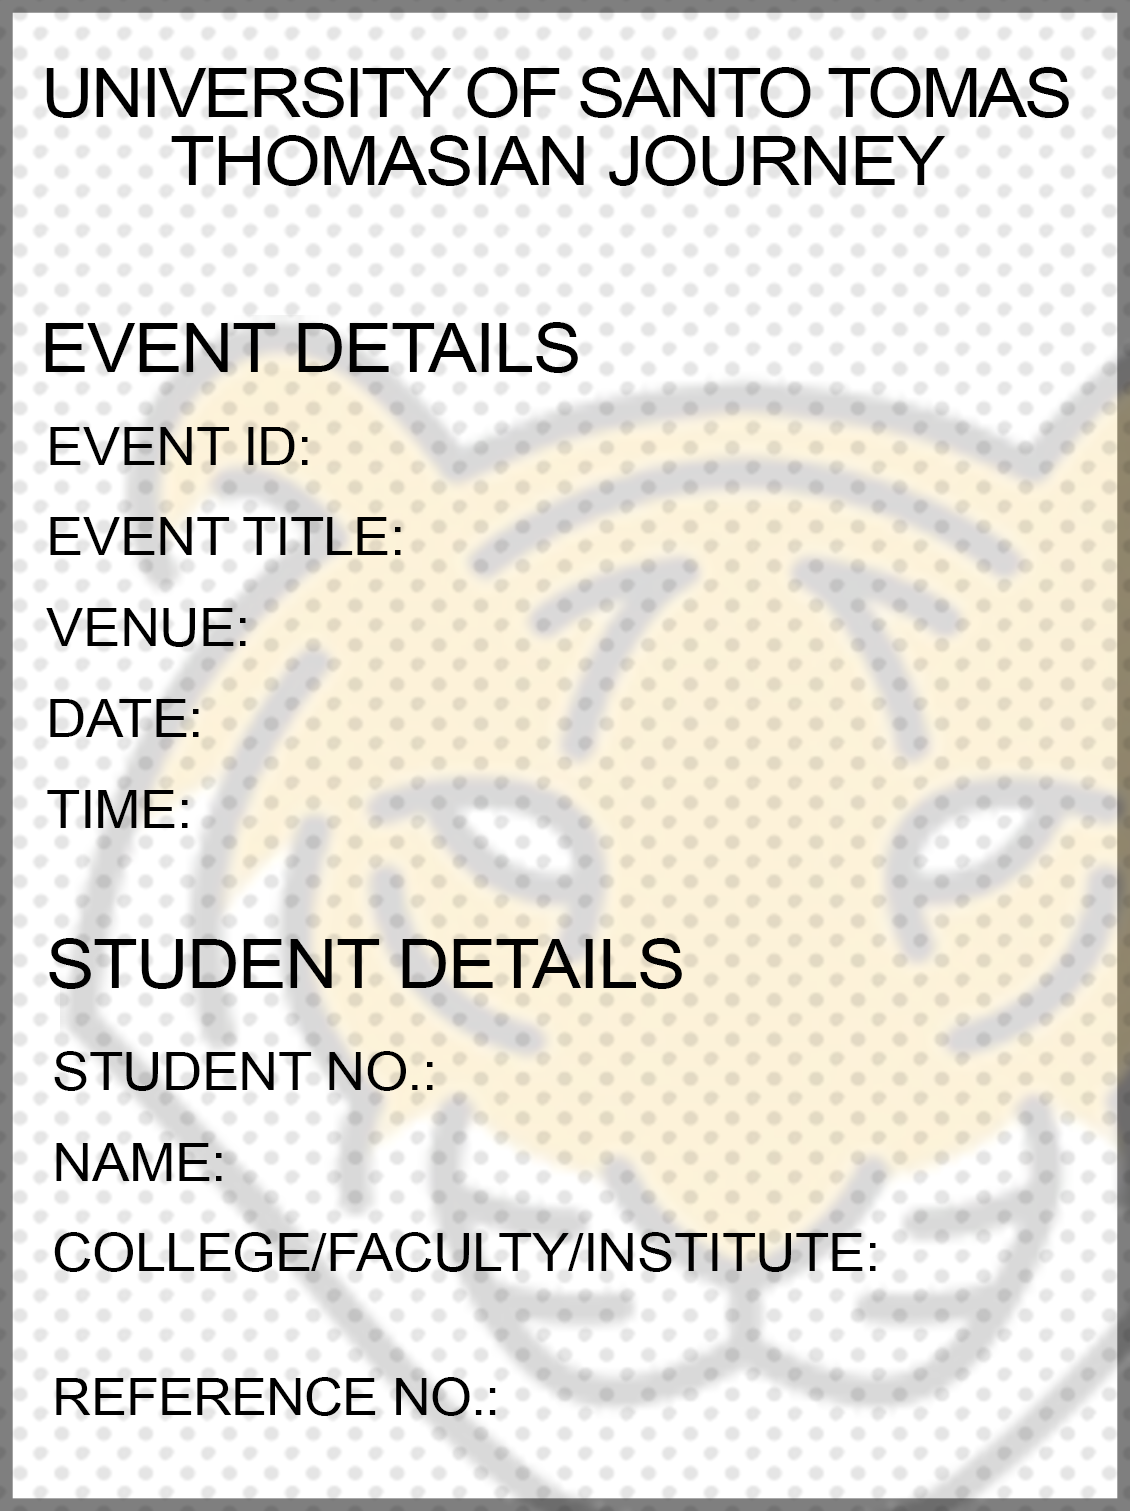 UNIVERSITY OF SANTO TOMAS
THOMASIAN JOURNEY
EVENT DETAILS
EVENT ID:
EVENT TITLE:
VENUE:
DATE:
TIME:
STUDENT DETAILS
STUDENT NO.:
NAME:
COLLEGE/FACULTY/INSTITUTE:
REFERENCE NO.: